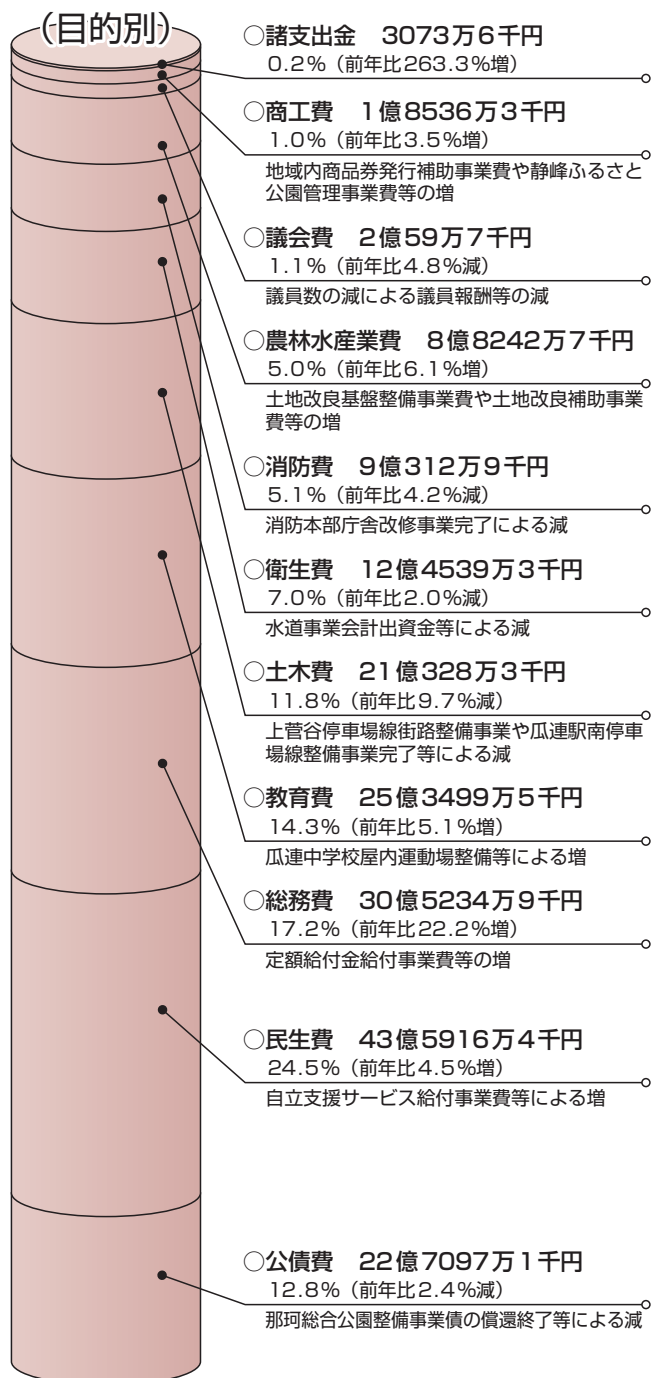 (目的別)
○諸支出金　3073万6千円
0.2%（前年比263.3%増）
○商工費　1億8536万3千円
1.0%（前年比3.5%増）
地域内商品券発行補助事業費や静峰ふるさと
公園管理事業費等の増
○議会費　2億59万7千円
1.1%（前年比4.8%減）
議員数の減による議員報酬等の減
○農林水産業費　8億8242万7千円
5.0%（前年比6.1%増）
土地改良基盤整備事業費や土地改良補助事業
費等の増
○消防費　9億312万9千円
5.1%（前年比4.2%減）
消防本部庁舎改修事業完了による減
○衛生費　12億4539万3千円
7.0%（前年比2.0%減）
水道事業会計出資金等による減
○土木費　21億328万3千円
11.8%（前年比9.7%減）
上菅谷停車場線街路整備事業や瓜連駅南停車
場線整備事業完了等による減
○教育費　25億3499万5千円
14.3%（前年比5.1%増）
瓜連中学校屋内運動場整備等による増
○総務費　30億5234万9千円
17.2%（前年比22.2%増）
定額給付金給付事業費等の増
○民生費　43億5916万4千円
24.5%（前年比4.5%増）
自立支援サービス給付事業費等による増
○公債費　22億7097万1千円
12.8%（前年比2.4%減）
那珂総合公園整備事業債の償還終了等による減